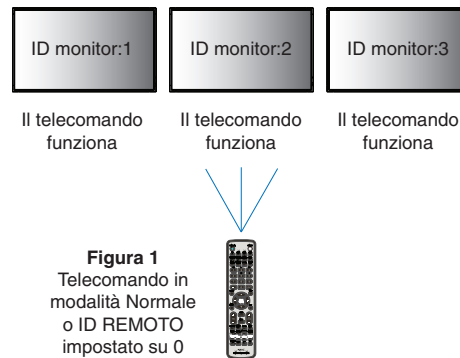 ID monitor:1
ID monitor:2
ID monitor:3
Il telecomando funziona
Il telecomando funziona
Il telecomando funziona
Figura 1
Telecomando in
modalità Normale
o ID REMOTO
impostato su 0